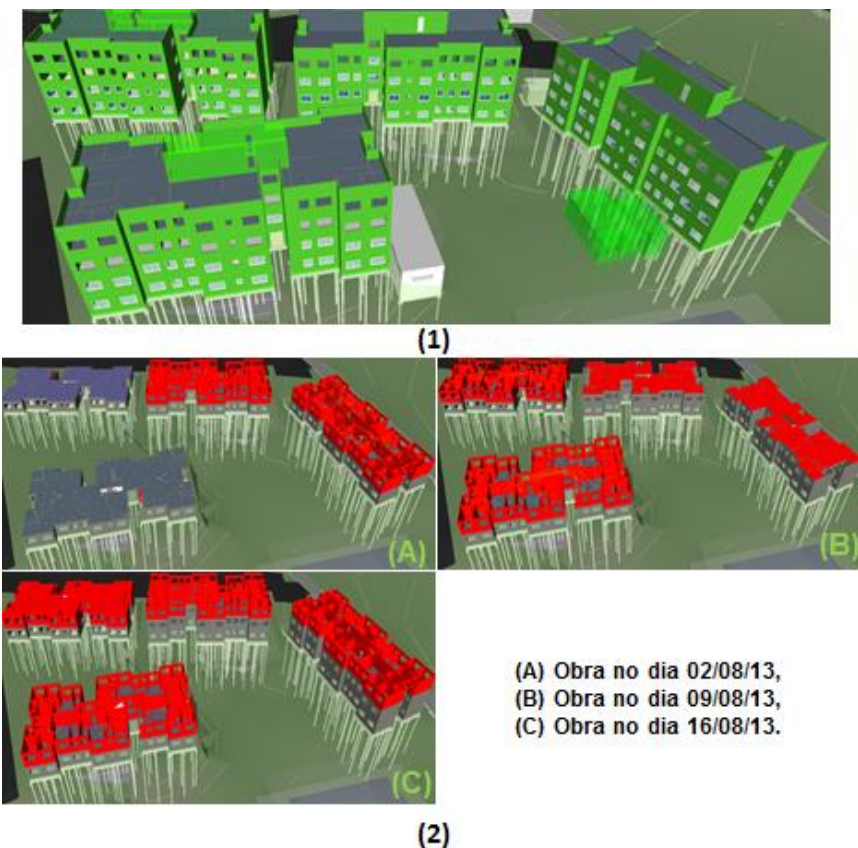 (1)
(A)
(B)
(C)
(A) Obra no dia 02/08/13,
(B) Obra no dia 09/08/13,
(C) Obra no dia 16/08/13.
(2)